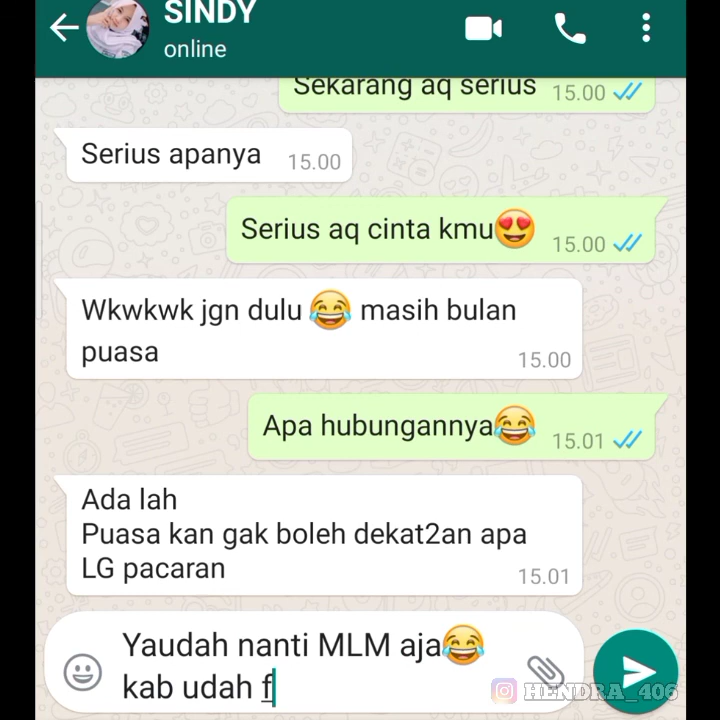 SINDY
online
Sekarang aq serius 15.00
Serius apanya 15.00
Serius aq cinta kmu😍 15.00
Wkwkwk jgn dulu 😂 masih bulan
puasa 15.00
Apa hubungannya😂 15.01
Ada lah
Puasa kan gak boleh dekat2an apa
LG pacaran 15.01
Yaudah nanti MLM aja😂
kab udah f
HENDRA_406